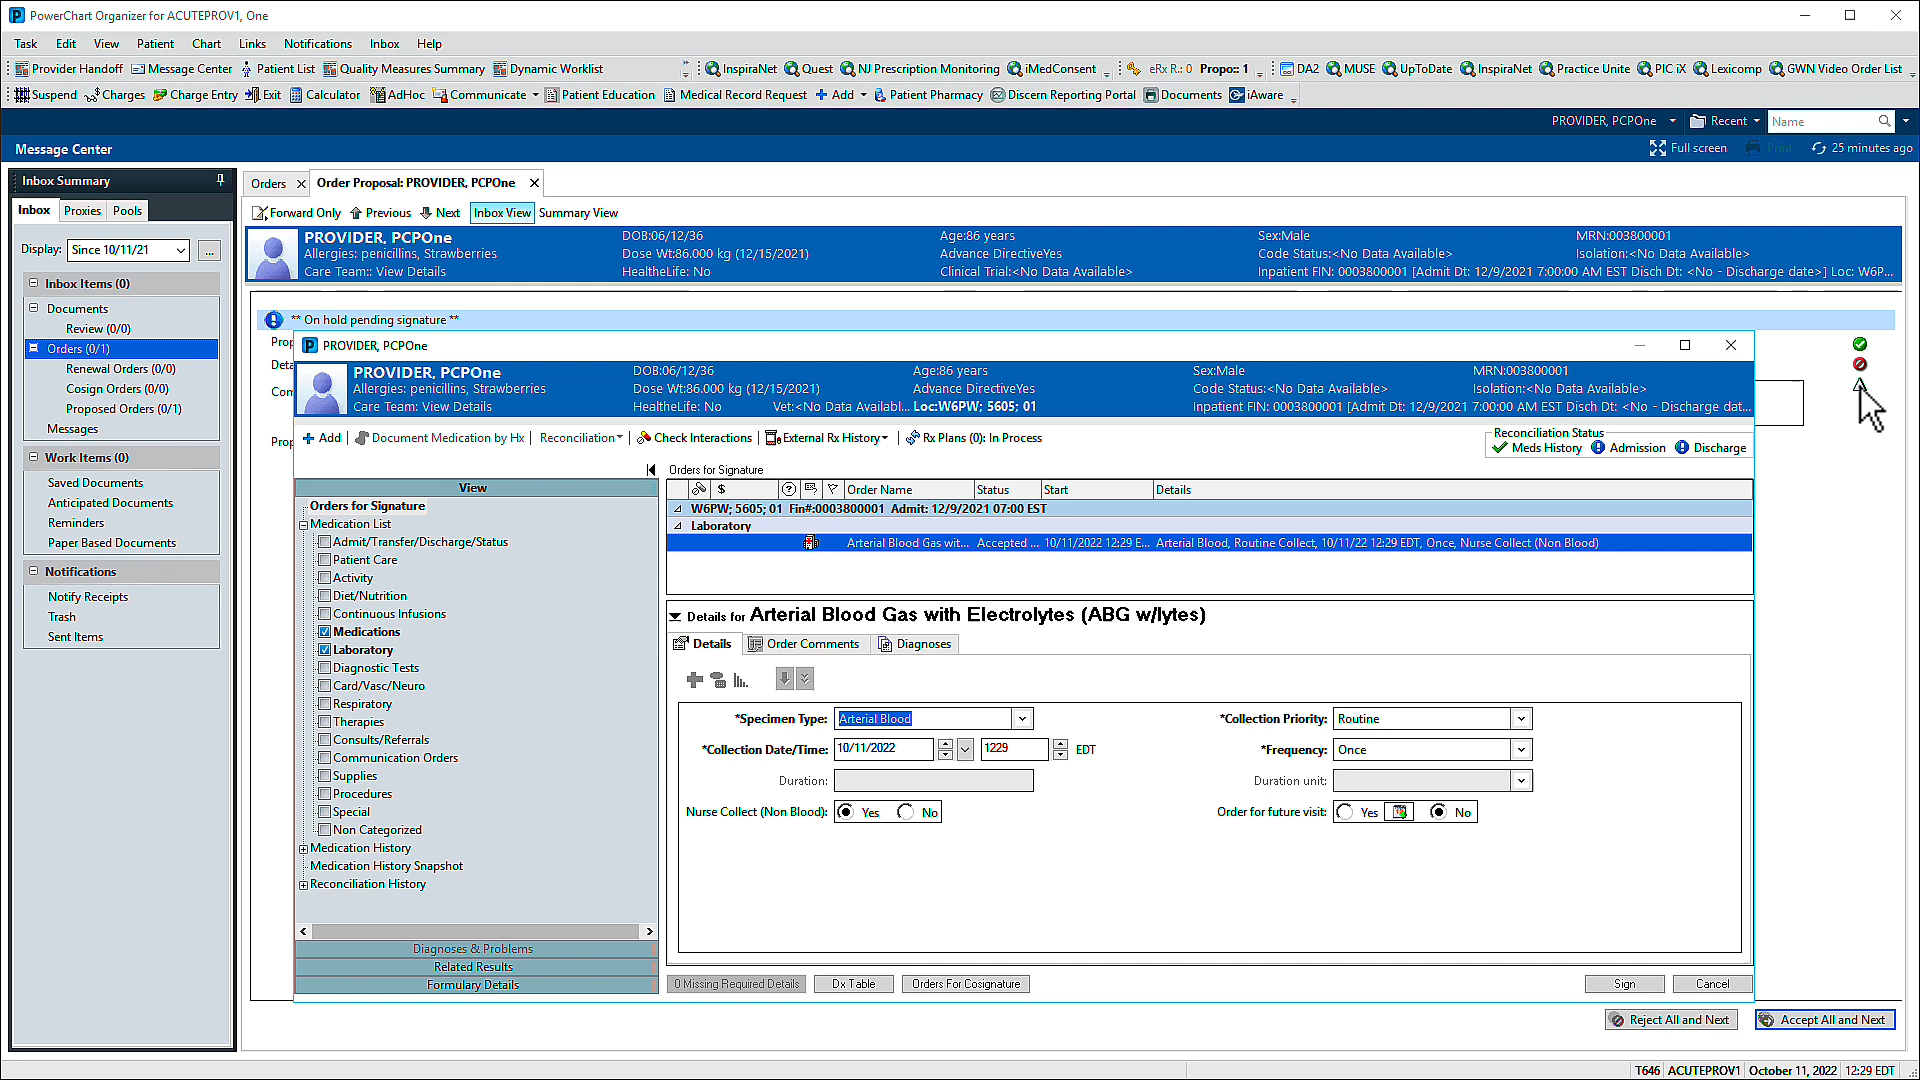 PowerChart Organizer for ACUTEPROV1, One
Task Edit View Patient Chart Links Notifications Inbox Help
Provider Handoff Message Center Patient List Quality Measures Summary Dynamic Worklist InspiraNet Quest NJ Prescription Monitoring iMedConsent eRx R.: 0 Propo:: 1 DA2 MUSE UpToDate InspiraNet Practice Unite PIC iX Lexicomp GWN Video Order List
Suspend Charges Charge Entry Exit Calculator AdHoc Communicate Patient Education Medical Record Request Add Patient Pharmacy Discern Reporting Portal Documents iAware
PROVIDER, PCPOne Recent Name
Message Center Full screen Print 25 minutes ago
Inbox Summary
Inbox Proxies Pools
Display: Since 10/11/21 ...
Inbox Items (0)
Documents
Review (0/0)
Orders (0/1)
Renewal Orders (0/0)
Cosign Orders (0/0)
Proposed Orders (0/1)
Messages
Work Items (0)
Saved Documents
Anticipated Documents
Reminders
Paper Based Documents
Notifications
Notify Receipts
Trash
Sent Items
Orders Order Proposal: PROVIDER, PCPOne
Forward Only Previous Next Inbox View Summary View
PROVIDER, PCPOne DOB:06/12/36 Age:86 years Sex:Male MRN:003800001
Allergies: penicillins, Strawberries Dose Wt:86.000 kg (12/15/2021) Advance DirectiveYes Code Status:<No Data Available> Isolation:<No Data Available>
Care Team:: View Details HealtheLife: No Clinical Trial:<No Data Available> Inpatient FIN: 0003800001 [Admit Dt: 12/9/2021 7:00:00 AM EST Disch Dt: <No - Discharge date>] Loc: W6P...
** On hold pending signature **
Prop
Deta
Com
Prop
PROVIDER, PCPOne
PROVIDER, PCPOne DOB:06/12/36 Age:86 years Sex:Male MRN:003800001
Allergies: penicillins, Strawberries Dose Wt:86.000 kg (12/15/2021) Advance DirectiveYes Code Status:<No Data Available> Isolation:<No Data Available>
Care Team: View Details HealtheLife: No Vet:<No Data Availabl... Loc:W6PW; 5605; 01 Inpatient FIN: 0003800001 [Admit Dt: 12/9/2021 7:00:00 AM EST Disch Dt: <No - Discharge dat...
Add Document Medication by Hx Reconciliation Check Interactions External Rx History Rx Plans (0): In Process
Reconciliation Status
Meds History Admission Discharge
View
Orders for Signature
Medication List
Admit/Transfer/Discharge/Status
Patient Care
Activity
Diet/Nutrition
Continuous Infusions
Medications
Laboratory
Diagnostic Tests
Card/Vasc/Neuro
Respiratory
Therapies
Consults/Referrals
Communication Orders
Supplies
Procedures
Special
Non Categorized
Medication History
Medication History Snapshot
Reconciliation History
Diagnoses & Problems
Related Results
Formulary Details
Orders for Signature
$ Order Name Status Start Details
W6PW; 5605; 01 Fin#:0003800001 Admit: 12/9/2021 07:00 EST
Laboratory
Arterial Blood Gas wit... Accepted ... 10/11/2022 12:29 E... Arterial Blood, Routine Collect, 10/11/22 12:29 EDT, Once, Nurse Collect (Non Blood)
Details for Arterial Blood Gas with Electrolytes (ABG w/lytes)
Details Order Comments Diagnoses
*Specimen Type: Arterial Blood *Collection Priority: Routine
*Collection Date/Time: 10/11/2022 1229 EDT *Frequency: Once
Duration: Duration unit:
Nurse Collect (Non Blood): Yes No Order for future visit: Yes No
0 Missing Required Details Dx Table Orders For Cosignature Sign Cancel
Reject All and Next Accept All and Next
T646 ACUTEPROV1 October 11, 2022 12:29 EDT